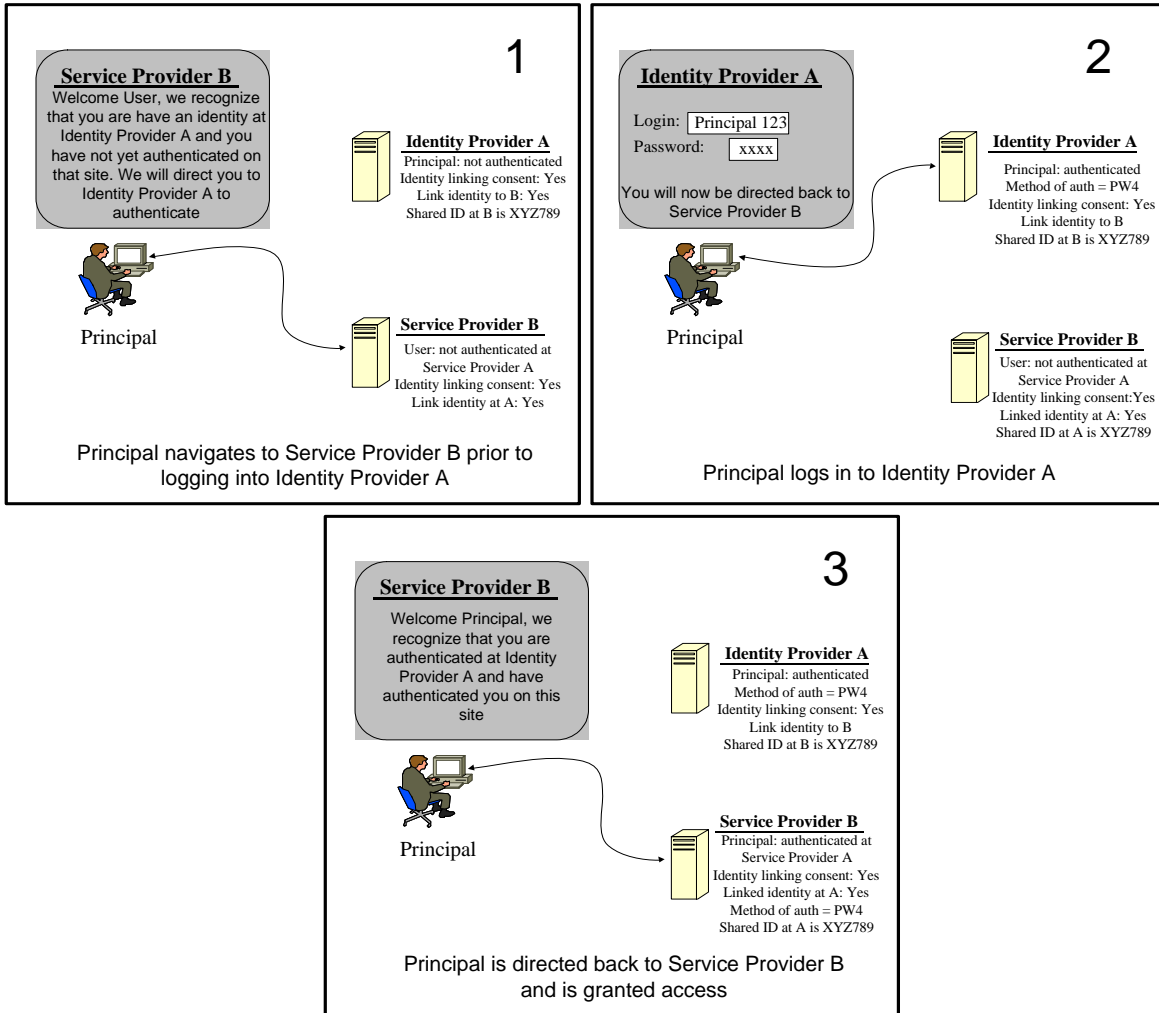 1
Service Provider B
Welcome User, we recognize
that you are have an identity at
Identity Provider A and you
have not yet authenticated on
that site. We will direct you to
Identity Provider A to
authenticate
Identity Provider A
Principal: not authenticated
Identity linking consent: Yes
Link identity to B: Yes
Shared ID at B is XYZ789
Principal
Service Provider B
User: not authenticated at
Service Provider A
Identity linking consent: Yes
Link identity at A: Yes
Principal navigates to Service Provider B prior to
logging into Identity Provider A
2
Identity Provider A
Login: Principal 123
Password: xxxx
You will now be directed back to
Service Provider B
Identity Provider A
Principal: authenticated
Method of auth = PW4
Identity linking consent: Yes
Link identity to B
Shared ID at B is XYZ789
Principal
Service Provider B
User: not authenticated at
Service Provider A
Identity linking consent:Yes
Linked identity at A: Yes
Shared ID at A is XYZ789
Principal logs in to Identity Provider A
3
Service Provider B
Welcome Principal, we
recognize that you are
authenticated at Identity
Provider A and have
authenticated you on this
site
Identity Provider A
Principal: authenticated
Method of auth = PW4
Identity linking consent: Yes
Link identity to B
Shared ID at B is XYZ789
Principal
Service Provider B
Principal: authenticated at
Service Provider A
Identity linking consent: Yes
Linked identity at A: Yes
Method of auth = PW4
Shared ID at A is XYZ789
Principal is directed back to Service Provider B
and is granted access